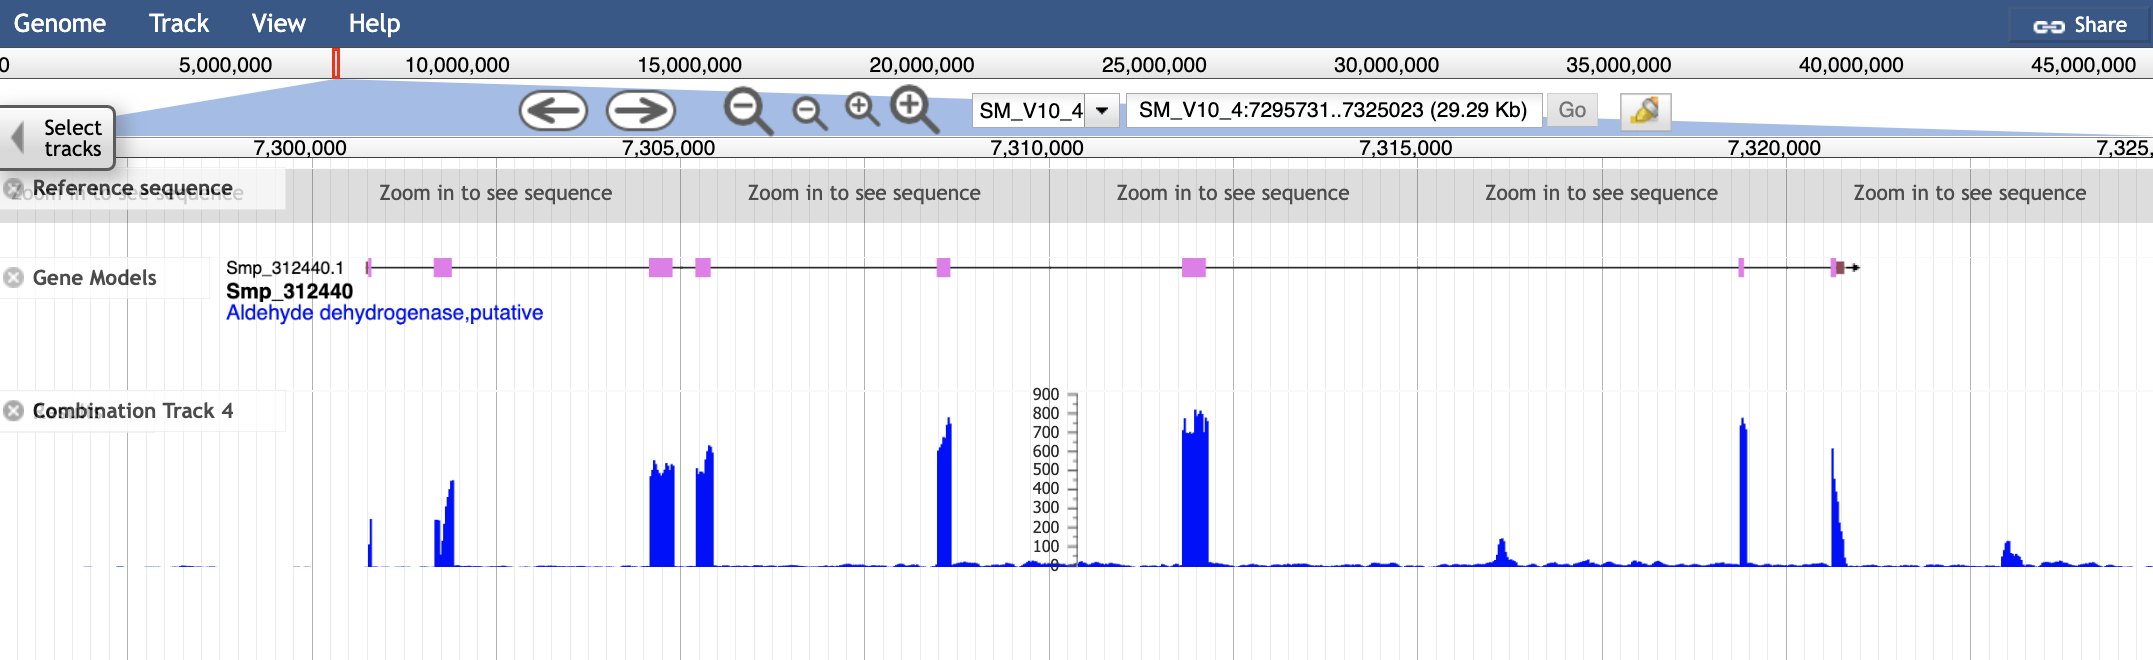 Genome Track View Help Share
0 5,000,000 10,000,000 15,000,000 20,000,000 25,000,000 30,000,000 35,000,000 40,000,000 45,000,000
Select tracks
SM_V10_4 SM_V10_4:7295731..7325023 (29.29 Kb) Go
7,300,000 7,305,000 7,310,000 7,315,000 7,320,000 7,325,
Reference sequence
Zoom in to see sequence Zoom in to see sequence Zoom in to see sequence Zoom in to see sequence Zoom in to see sequence Zoom in to see sequence
Gene Models
Smp_312440.1
Smp_312440
Aldehyde dehydrogenase,putative
Combination Track 4
900
800
700
600
500
400
300
200
100
0